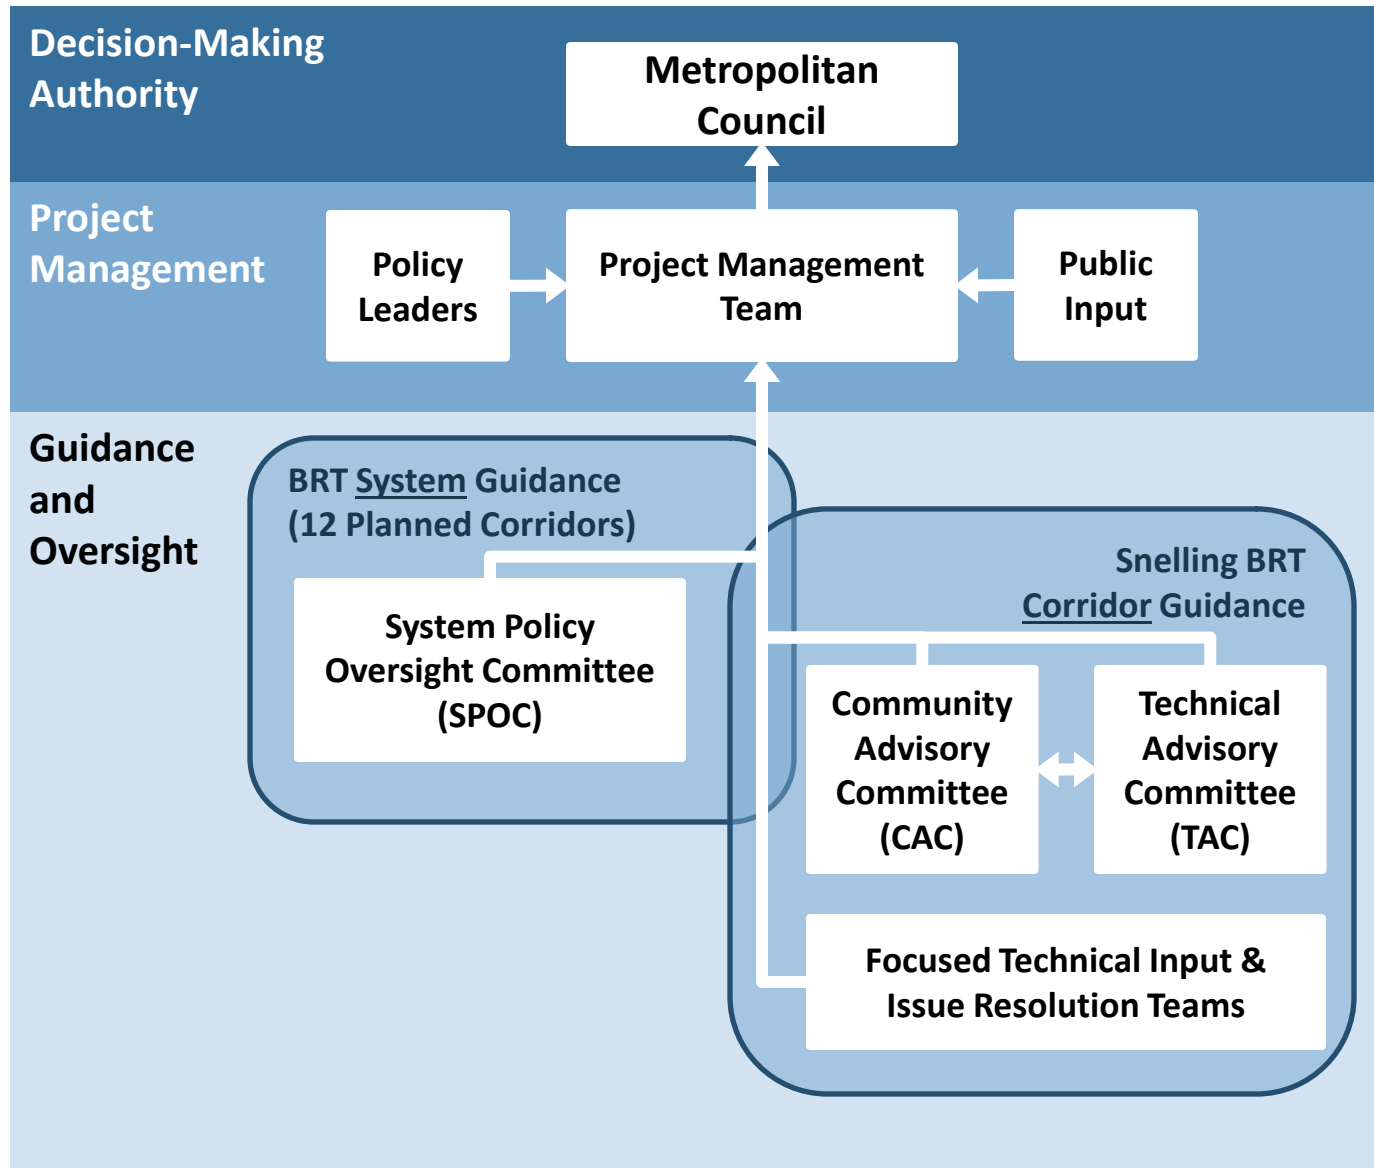 Decision-Making
Authority
Metropolitan
Council
Project
Management
Policy
Leaders
Project Management
Team
Public
Input
Guidance
and
Oversight
BRT System Guidance
(12 Planned Corridors)
System Policy
Oversight Committee
(SPOC)
Snelling BRT
Corridor Guidance
Community
Advisory
Committee
(CAC)
Technical
Advisory
Committee
(TAC)
Focused Technical Input &
Issue Resolution Teams